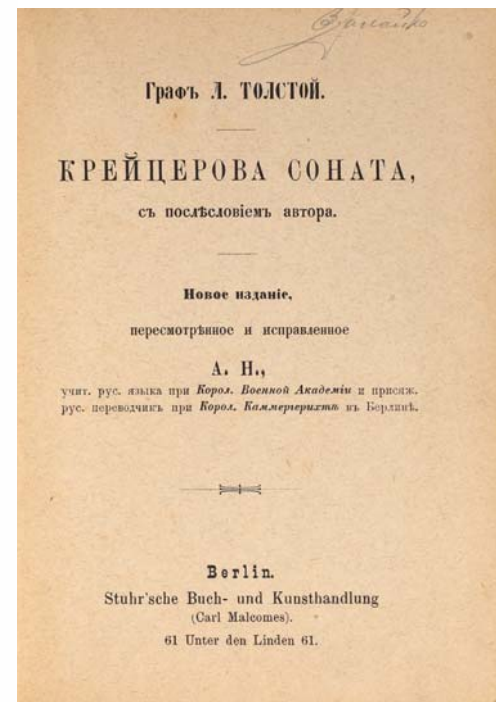 Графъ Л. ТОЛСТОЙ.
КРЕЙЦЕРОВА СОНАТА,
съ послѣсловіемъ автора.
Новое изданіе,
пересмотрѣнное и исправленное
А. Н.,
учит. рус. языка при Корол. Военной Академіи и присяж.
рус. переводчикъ при Корол. Каммергерихтѣ въ Берлинѣ.
Berlin.
Stuhr'sche Buch- und Kunsthandlung
(Carl Malcomes).
61 Unter den Linden 61.